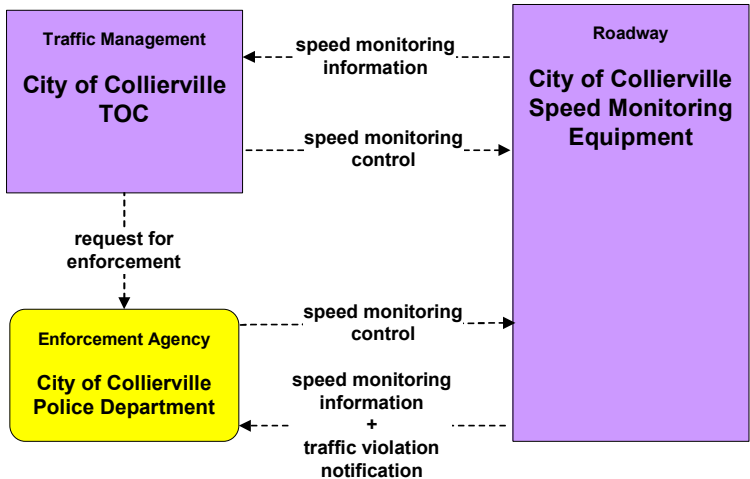 Traffic Management
City of Collierville
TOC
speed monitoring
information
Roadway
City of Collierville
Speed Monitoring
Equipment
speed monitoring
control
request for
enforcement
Enforcement Agency
City of Collierville
Police Department
speed monitoring
control
speed monitoring
information
+
traffic violation
notification